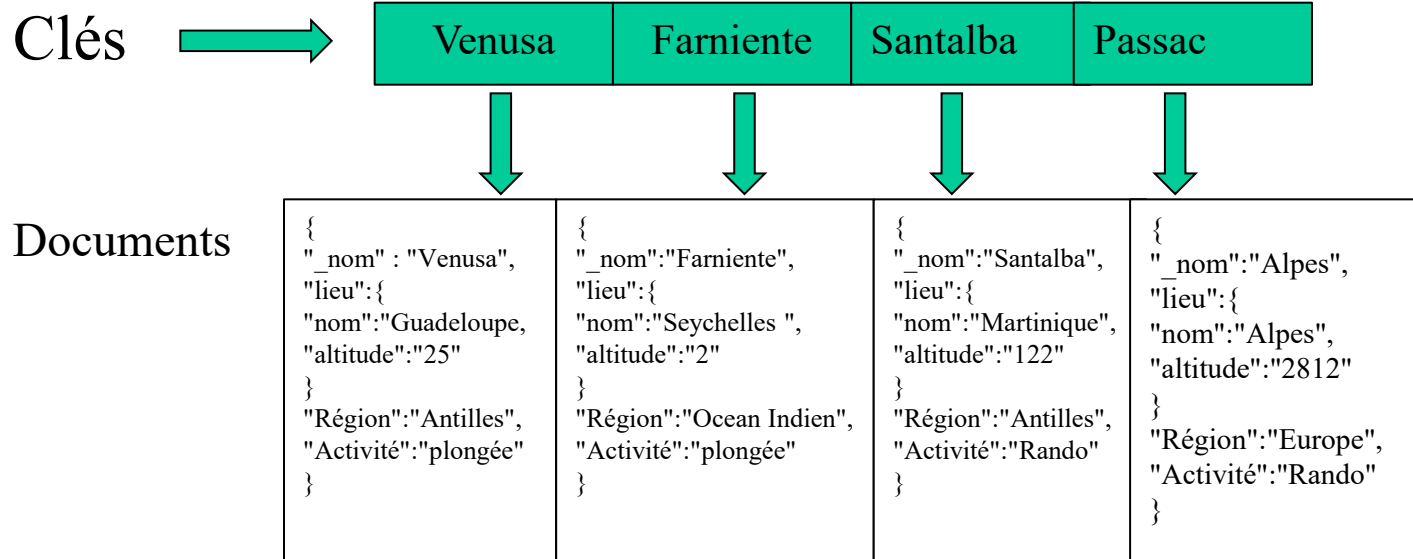 Clés
Venusa
Farniente
Santalba
Passac
Documents
{
"_nom" : "Venusa",
"lieu":{
"nom":"Guadeloupe,
"altitude":"25"
}
"Région":"Antilles",
"Activité":"plongée"
}
{
"_nom":"Farniente",
"lieu":{
"nom":"Seychelles ",
"altitude":"2"
}
"Région":"Ocean Indien",
"Activité":"plongée"
}
{
"_nom":"Santalba",
"lieu":{
"nom":"Martinique",
"altitude":"122"
}
"Région":"Antilles",
"Activité":"Rando"
}
{
"_nom":"Alpes",
"lieu":{
"nom":"Alpes",
"altitude":"2812"
}
"Région":"Europe",
"Activité":"Rando"
}